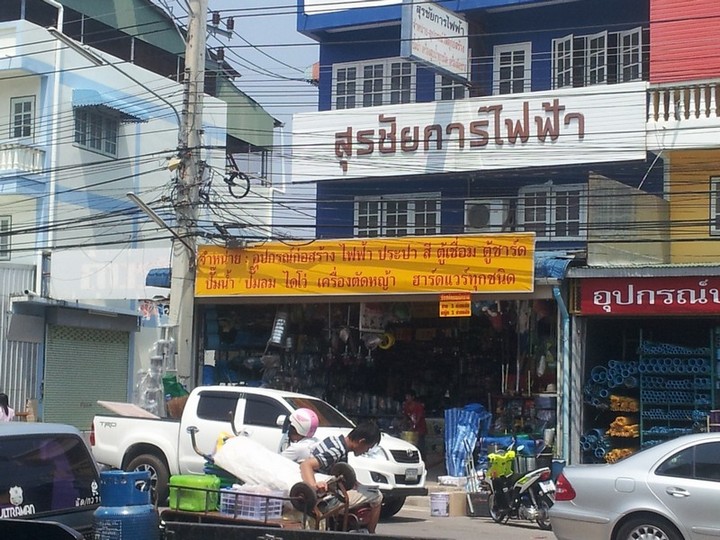 สุรชัยการไฟฟ้า
สุรชัยการ์ไฟฟ้า
จำหน่าย : อุปกรณ์ก่อสร้าง ไฟฟ้า ประปา สี ตู้เชื่อม ตู้ชาร์ด
ปั๊มน้ำ ปั๊มลม ไดโว่ เครื่องตัดหญ้า ฮาร์ดแวร์ทุกชนิด
อุปกรณ์
TRD
ULTRAMAN